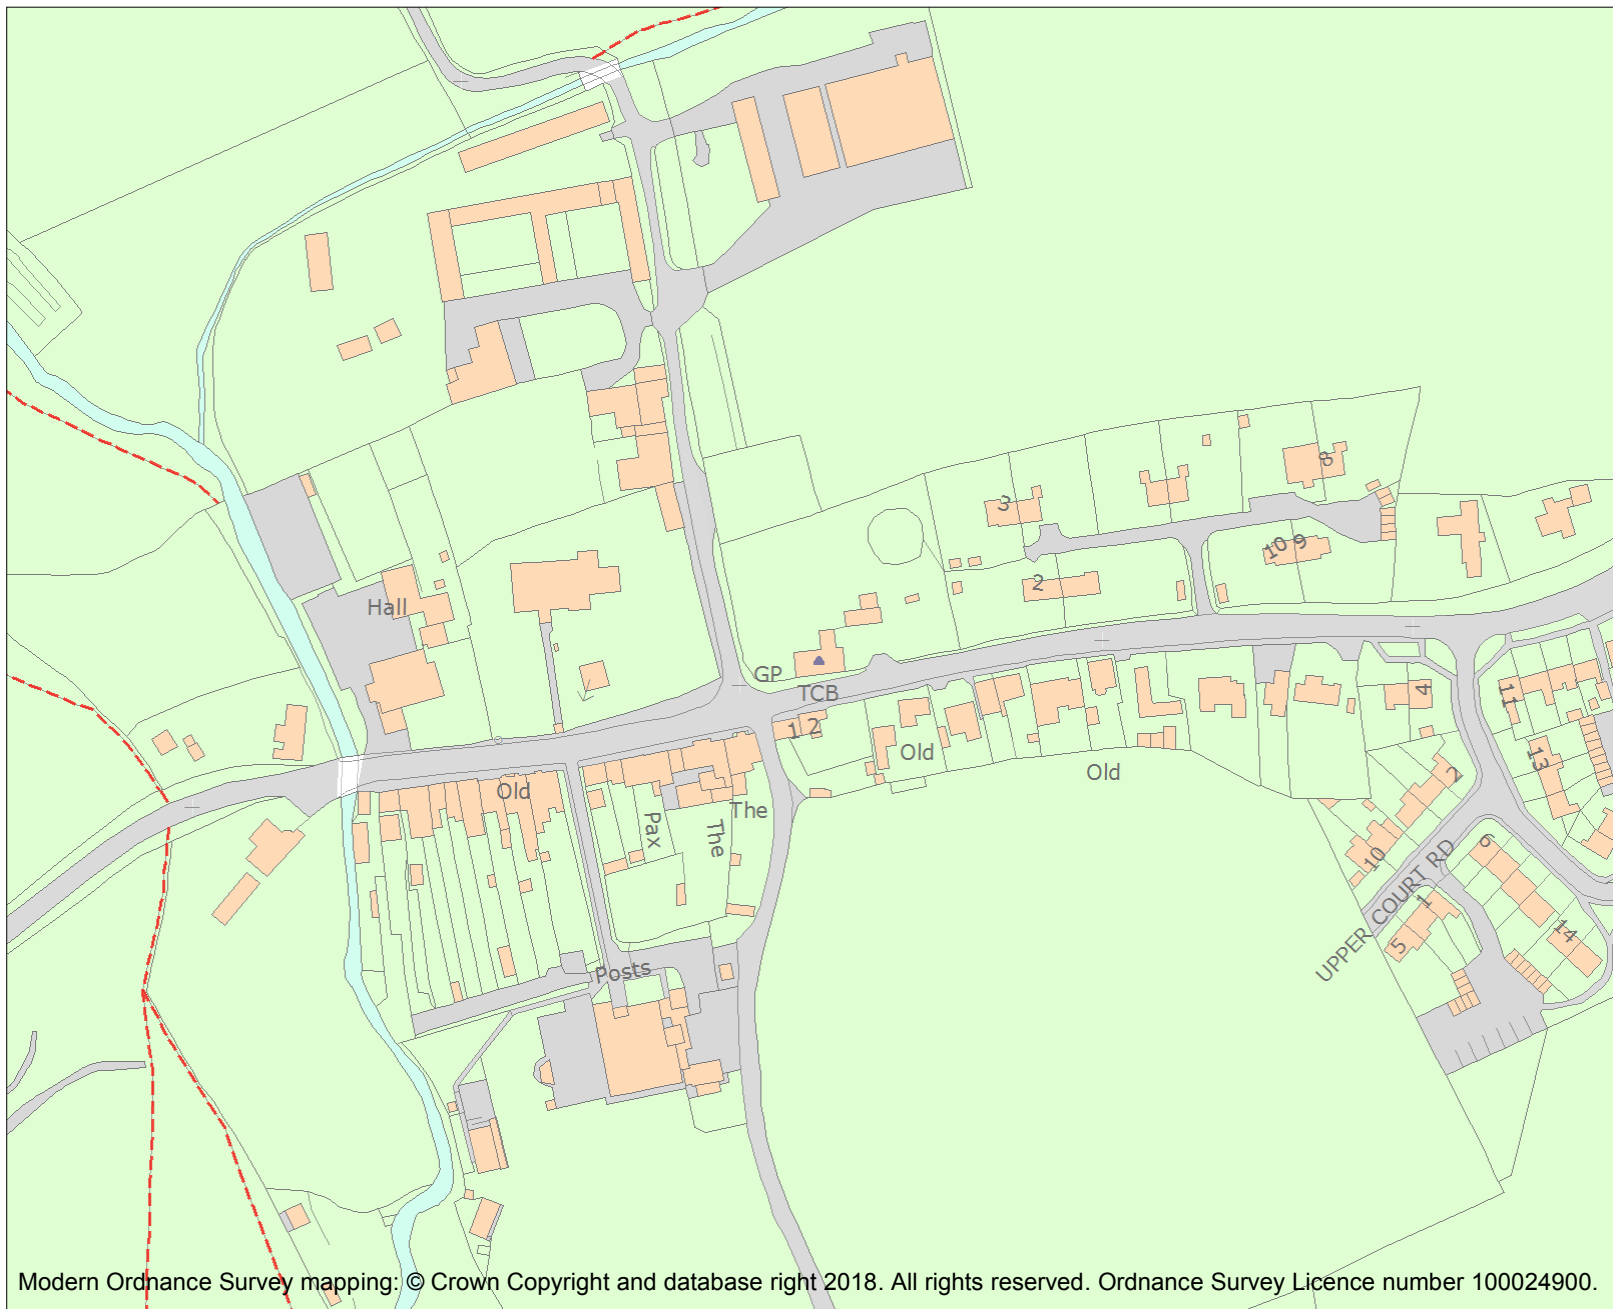 8
3
10
9
2
Hall
GP
TCB
4
11
1 2
Old
Old
13
2
Old
The
Pax
The
10
6
UPPER COURT RD
1
5
14
Posts
Modern Ordnance Survey mapping: © Crown Copyright and database right 2018. All rights reserved. Ordnance Survey Licence number 100024900.